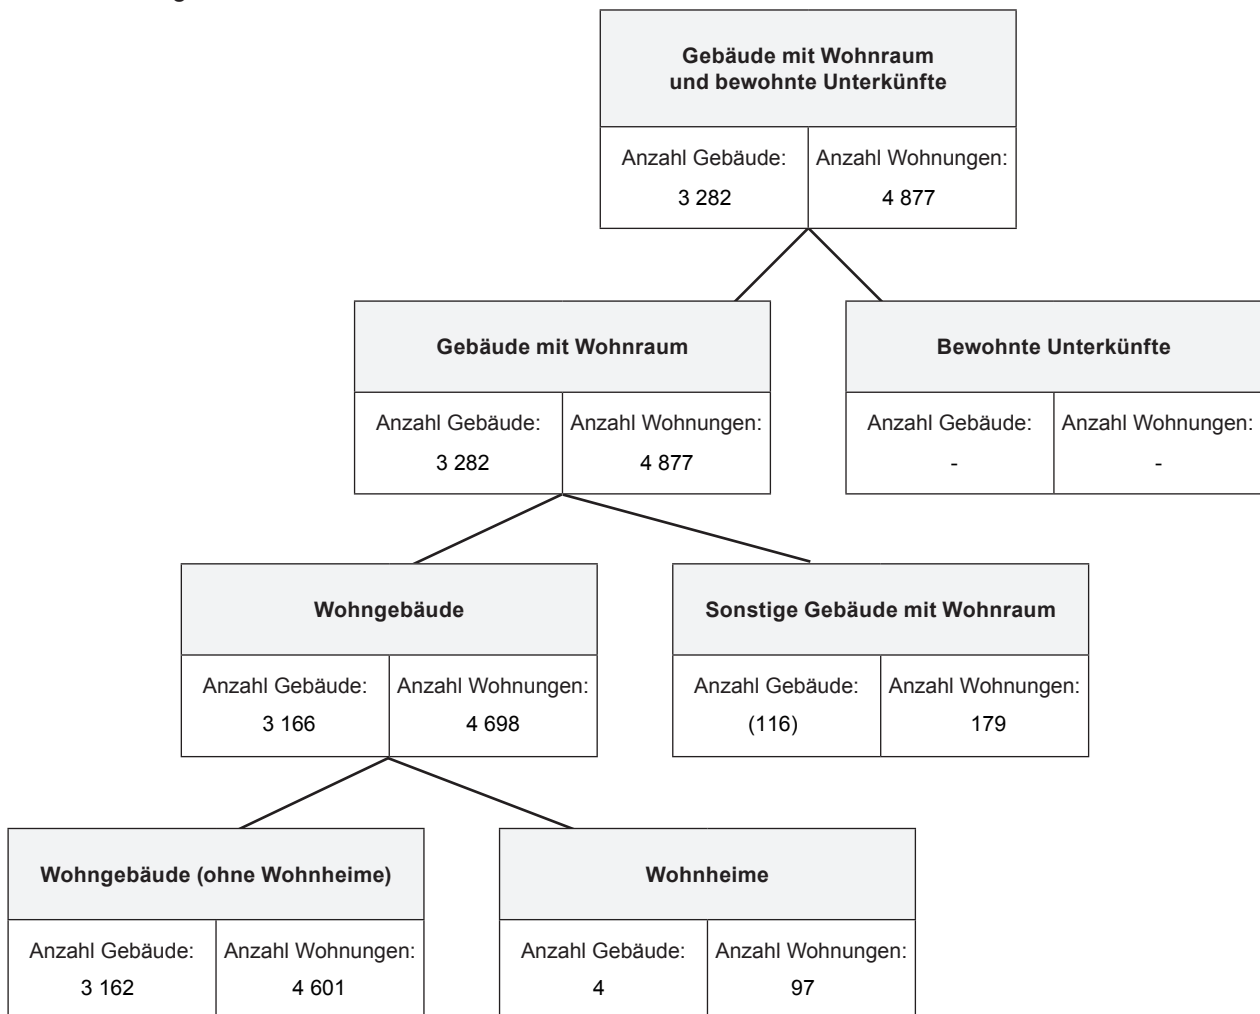 Gebäude mit Wohnraum
und bewohnte Unterkünfte
Anzahl Gebäude:
Anzahl Wohnungen:
3 282
4 877
Gebäude mit Wohnraum
Bewohnte Unterkünfte
Anzahl Gebäude:
Anzahl Wohnungen:
Anzahl Gebäude:
Anzahl Wohnungen:
3 282
4 877
-
-
Wohngebäude
Sonstige Gebäude mit Wohnraum
Anzahl Gebäude:
Anzahl Wohnungen:
Anzahl Gebäude:
Anzahl Wohnungen:
3 166
4 698
(116)
179
Wohngebäude (ohne Wohnheime)
Wohnheime
Anzahl Gebäude:
Anzahl Wohnungen:
Anzahl Gebäude:
Anzahl Wohnungen:
3 162
4 601
4
97